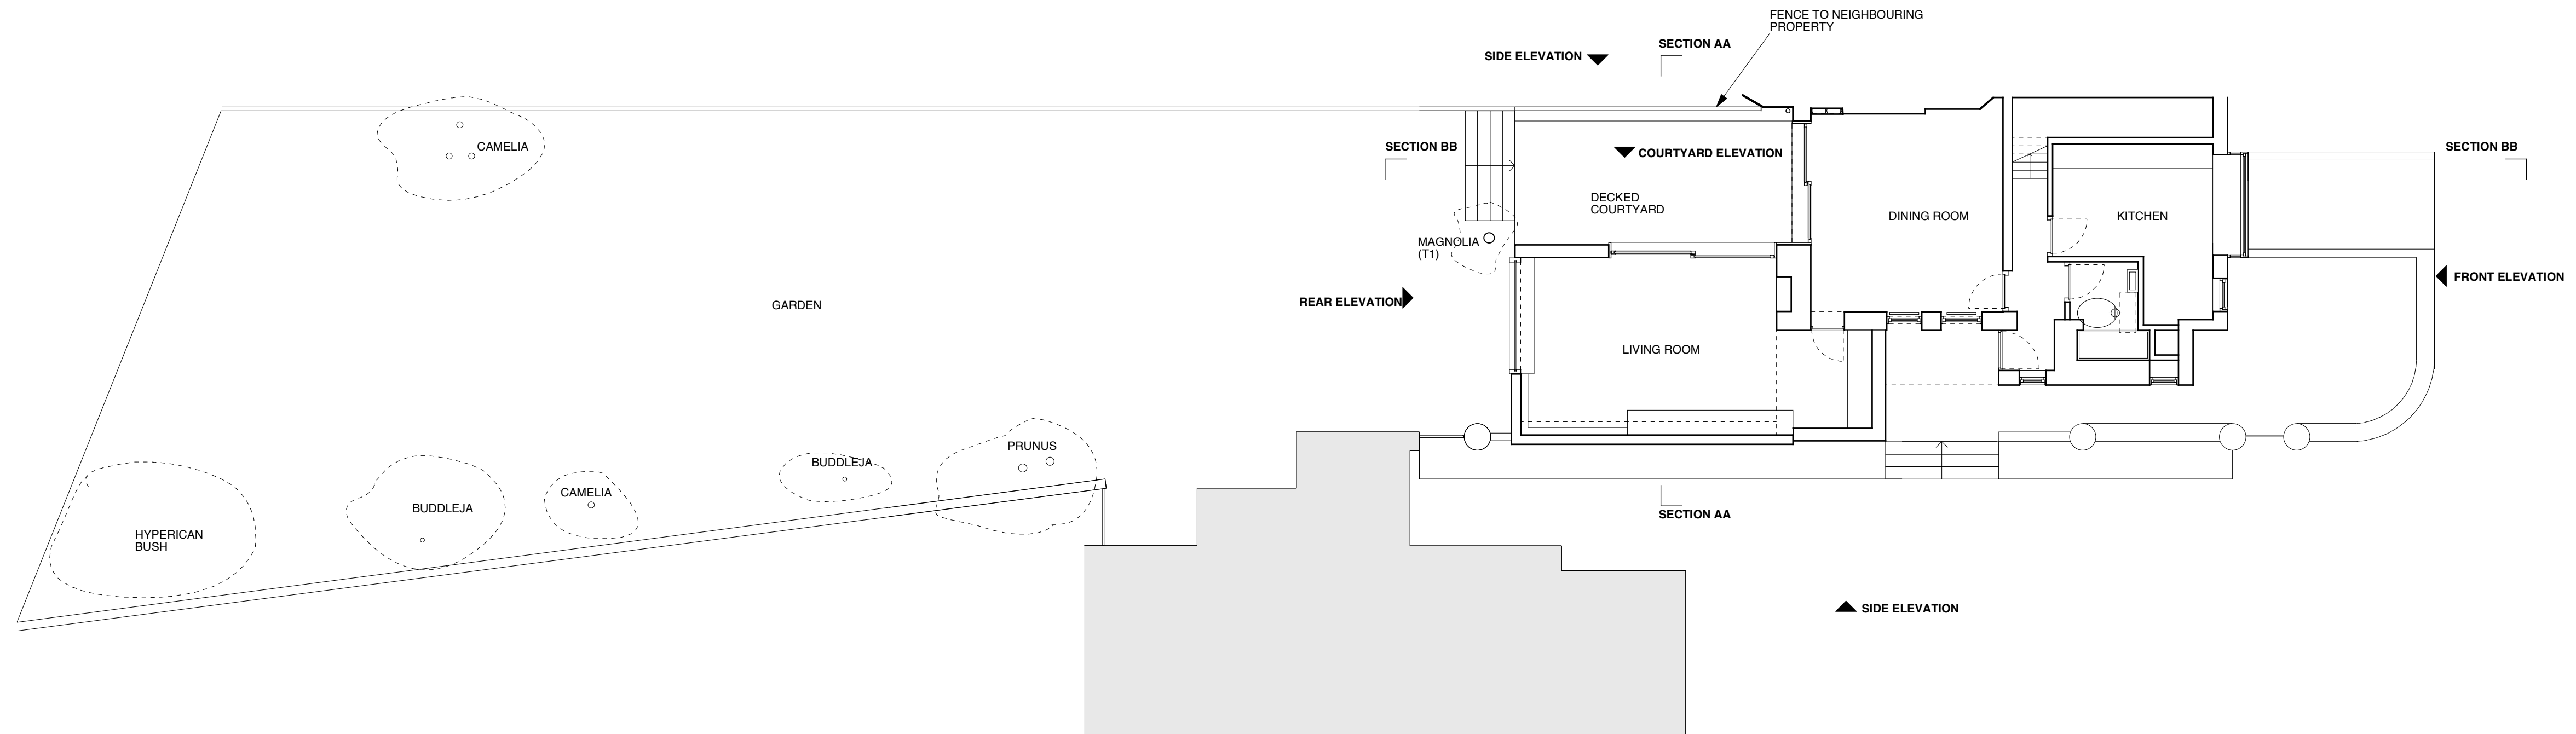 FENCE TO NEIGHBOURING
PROPERTY
SECTION AA
SIDE ELEVATION
CAMELIA
SECTION BB
COURTYARD ELEVATION
SECTION BB
DECKED
COURTYARD
DINING ROOM
KITCHEN
MAGNOLIA
(T1)
FRONT ELEVATION
REAR ELEVATION
GARDEN
LIVING ROOM
PRUNUS
BUDDLEJA
CAMELIA
BUDDLEJA
SECTION AA
HYPERICAN
BUSH
SIDE ELEVATION